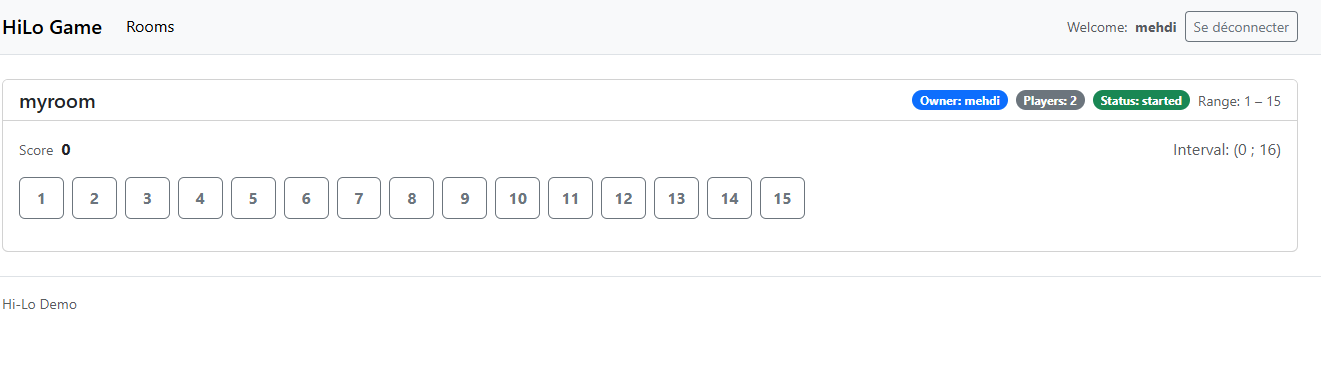 HiLo Game Rooms Welcome: mehdi Se déconnecter
myroom Owner: mehdi Players: 2 Status: started Range: 1 – 15
Score 0 Interval: (0 ; 16)
1 2 3 4 5 6 7 8 9 10 11 12 13 14 15
Hi-Lo Demo